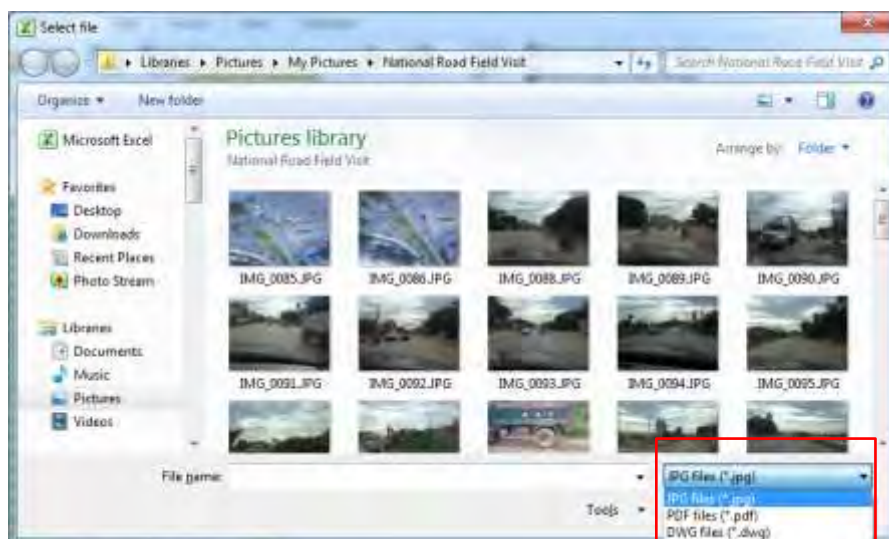 Select file
Libraries ▸ Pictures ▸ My Pictures ▸ National Road Field Visit
Search National Road Field Visit
Organize
New folder
Microsoft Excel
Favorites
Desktop
Downloads
Recent Places
Photo Stream
Libraries
Documents
Music
Pictures
Videos
Pictures library
National Road Field Visit
Arrange by: Folder
IMG_0085.JPG IMG_0086.JPG IMG_0088.JPG IMG_0089.JPG IMG_0090.JPG
IMG_0091.JPG IMG_0092.JPG IMG_0093.JPG IMG_0094.JPG IMG_0095.JPG
File name:
JPG files (*.jpg)
Tools
JPG files (*.jpg)
PDF files (*.pdf)
DWG files (*.dwg)